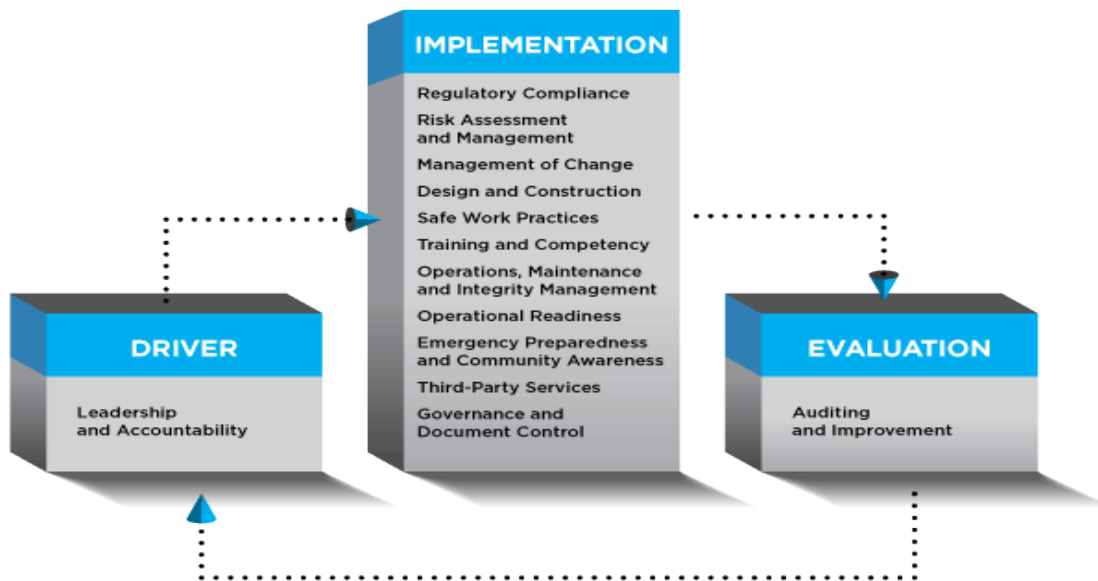 IMPLEMENTATION
Regulatory Compliance
Risk Assessment
and Management
Management of Change
Design and Construction
Safe Work Practices
Training and Competency
Operations, Maintenance
and Integrity Management
Operational Readiness
Emergency Preparedness
and Community Awareness
Third-Party Services
Governance and
Document Control
DRIVER
Leadership
and Accountability
EVALUATION
Auditing
and Improvement